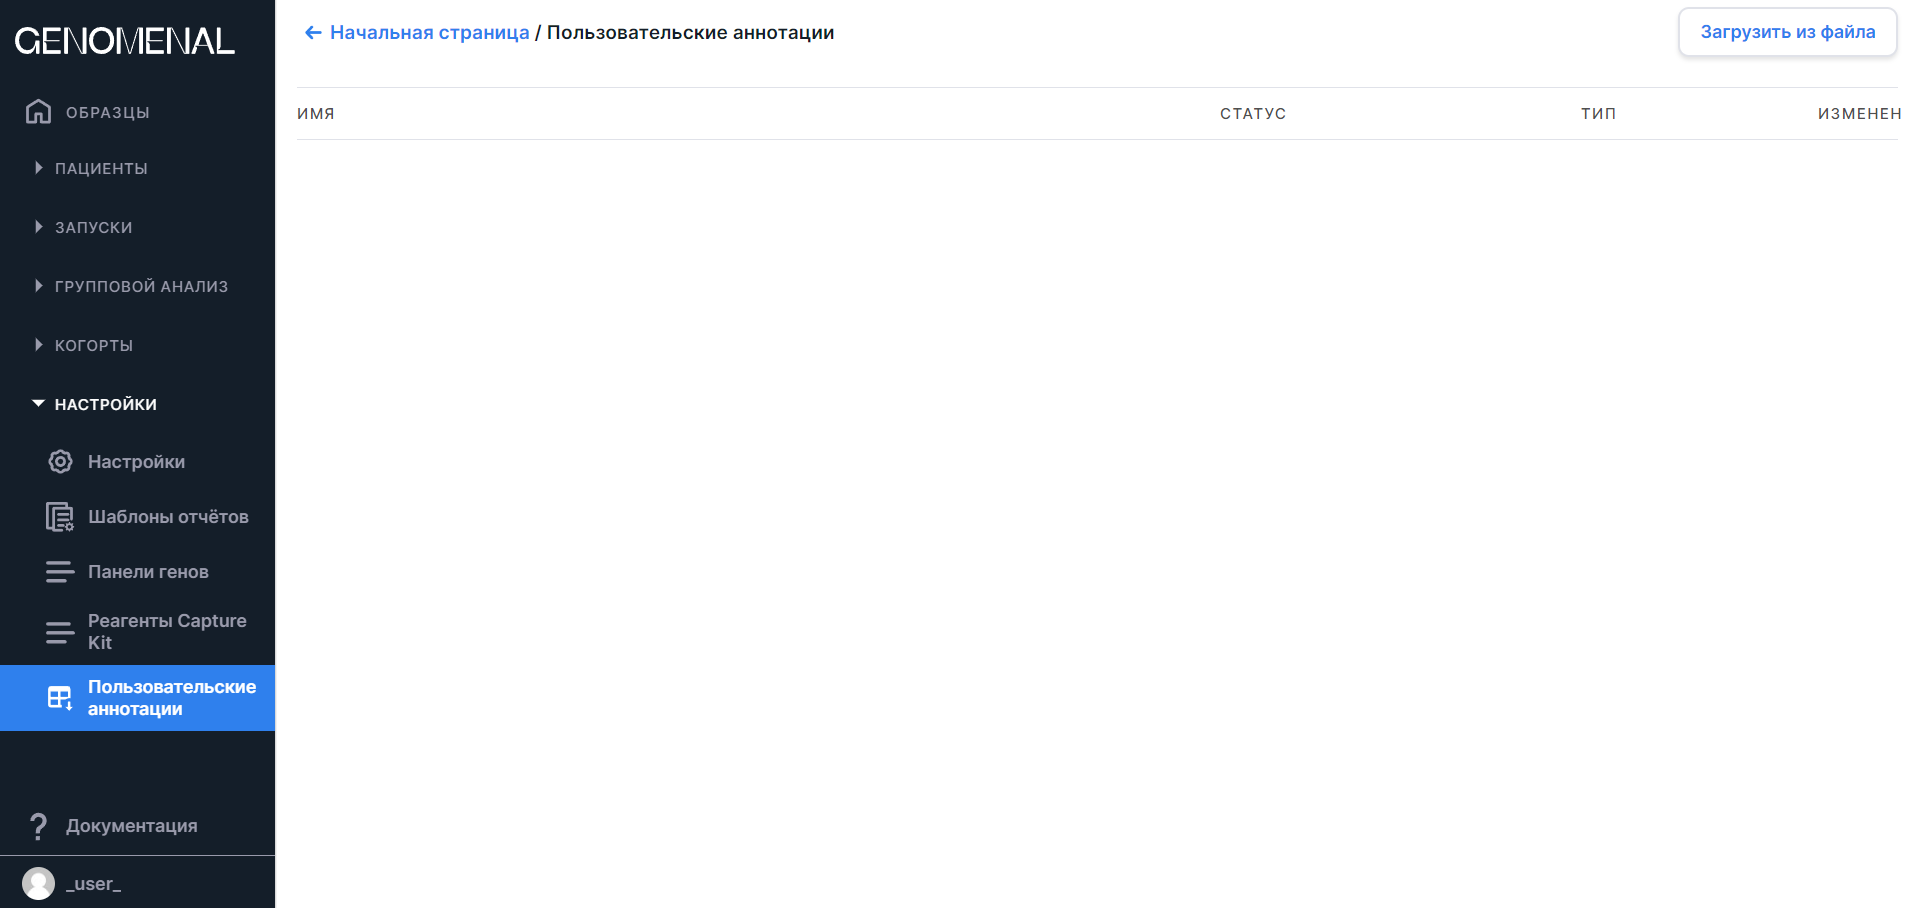 GENOMENAL
ОБРАЗЦЫ
ПАЦИЕНТЫ
ЗАПУСКИ
ГРУППОВОЙ АНАЛИЗ
КОГОРТЫ
НАСТРОЙКИ
Настройки
Шаблоны отчётов
Панели генов
Реагенты Capture
Kit
Пользовательские
аннотации
Документация
_user_
← Начальная страница / Пользовательские аннотации
Загрузить из файла
ИМЯ СТАТУС ТИП ИЗМЕНЕН